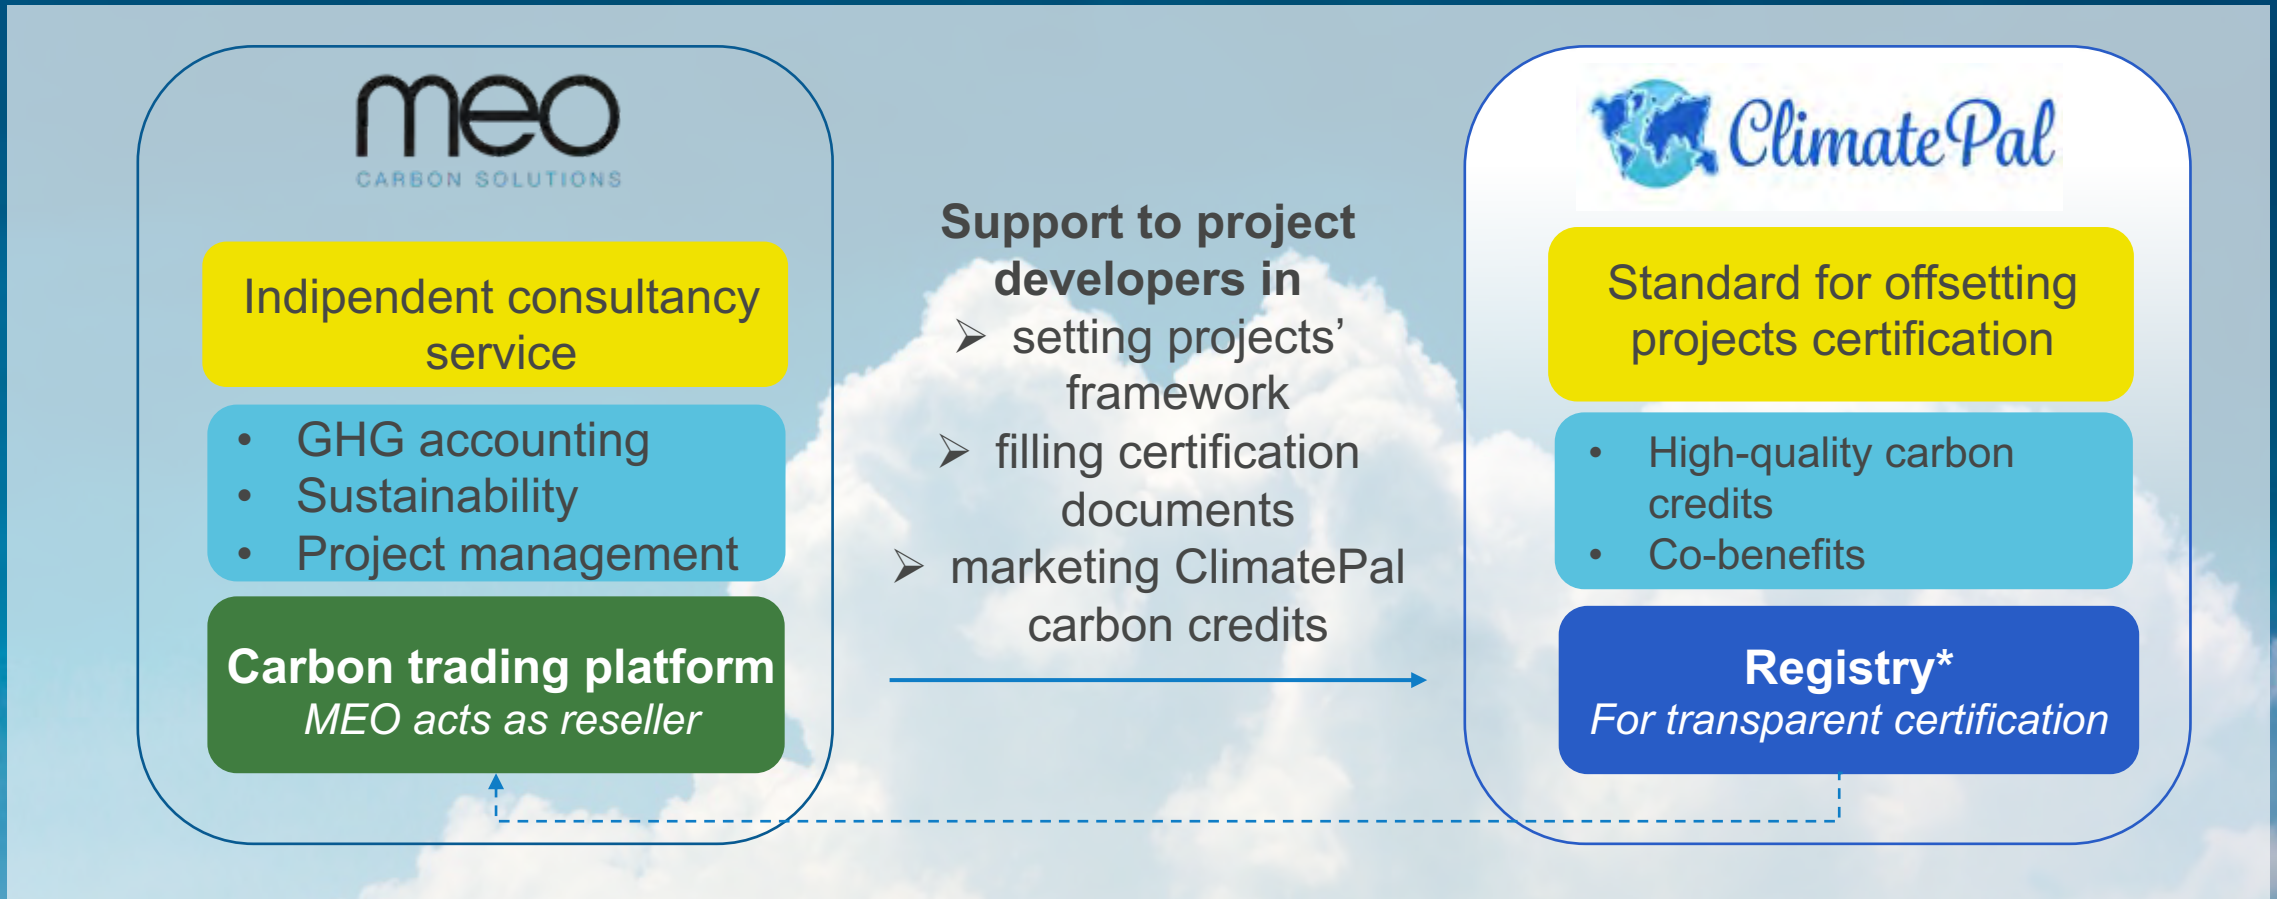 meo
CARBON SOLUTIONS
Indipendent consultancy
service
• GHG accounting
• Sustainability
• Project management
Carbon trading platform
MEO acts as reseller
Support to project
developers in
➢ setting projects’
framework
➢ filling certification
documents
➢ marketing ClimatePal
carbon credits
ClimatePal
Standard for offsetting
projects certification
• High-quality carbon
credits
• Co-benefits
Registry*
For transparent certification